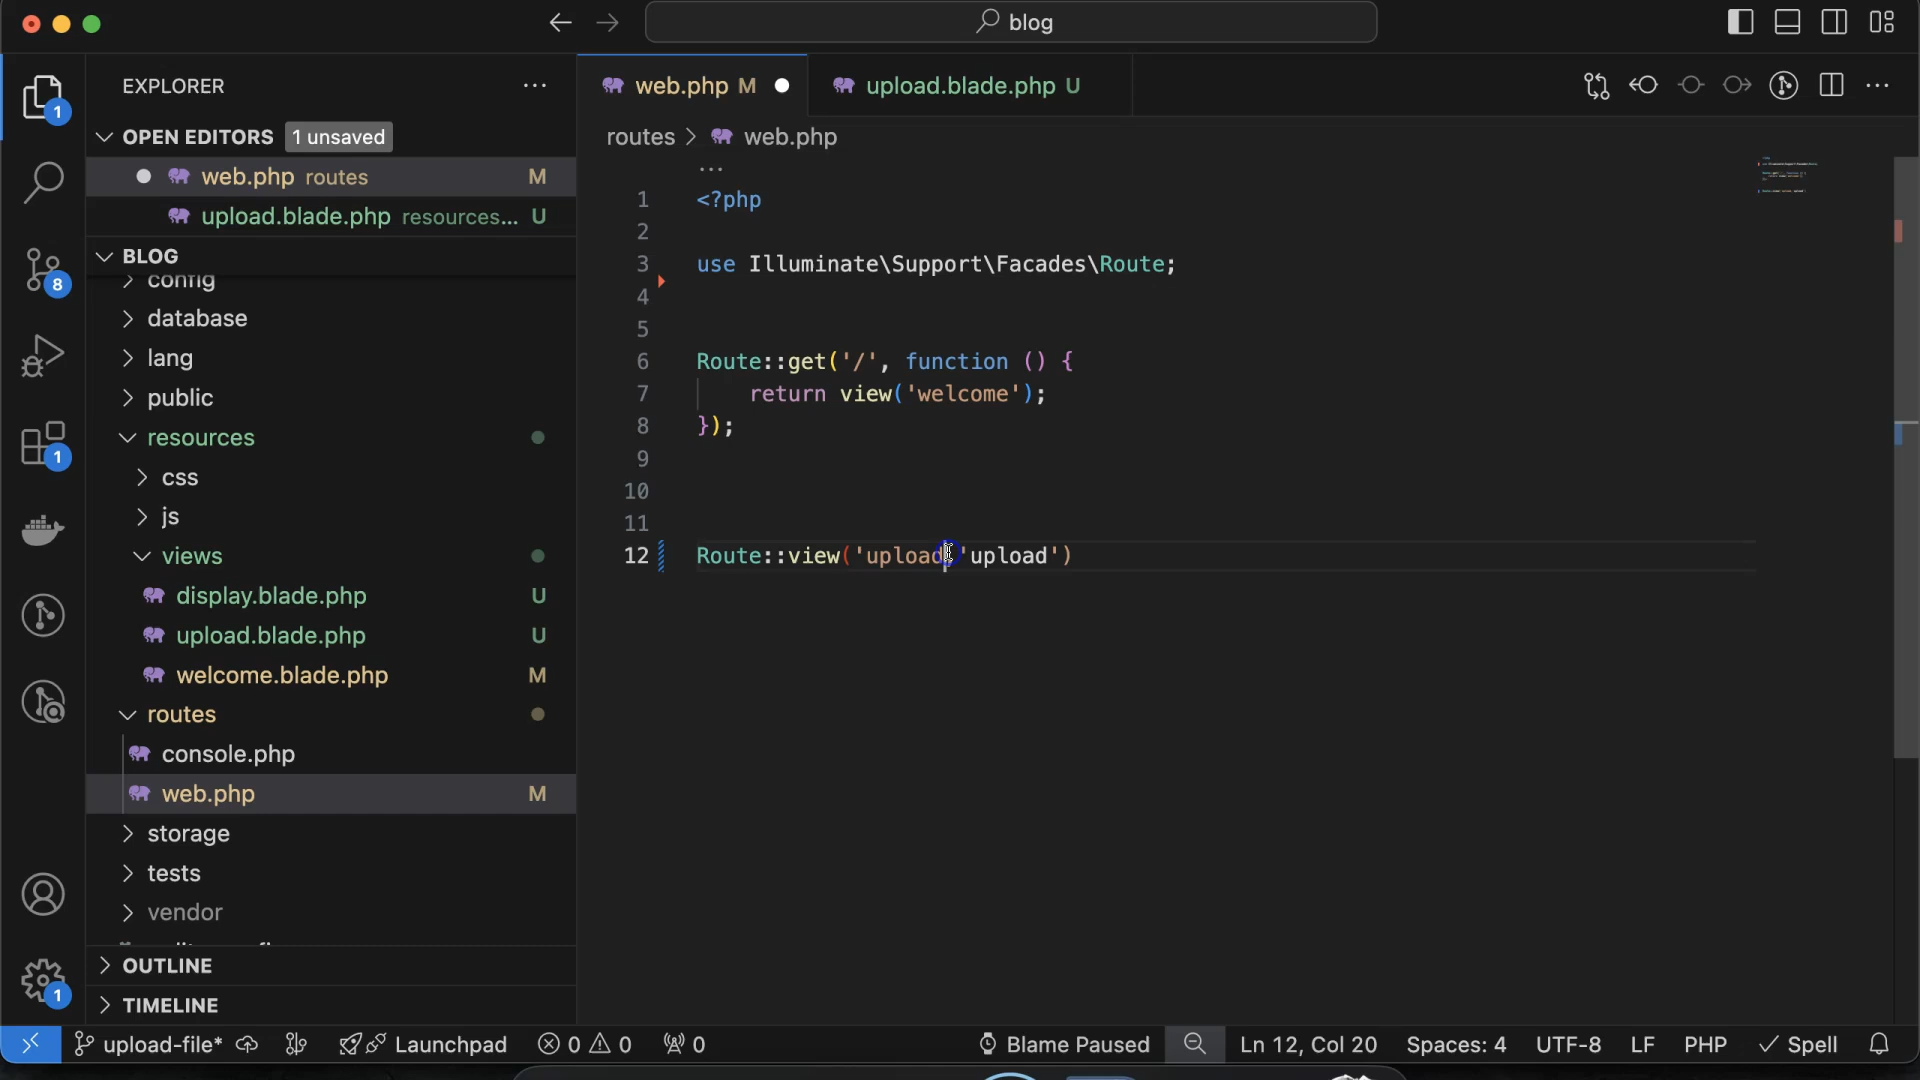 blog
EXPLORER
OPEN EDITORS 1 unsaved
web.php routes M
upload.blade.php resources... U
BLOG
config
database
lang
public
resources
css
js
views
display.blade.php U
upload.blade.php U
welcome.blade.php M
routes
console.php
web.php M
storage
tests
vendor
OUTLINE
TIMELINE
1
8
1
1
web.php M
upload.blade.php U
routes > web.php
...
1 <?php
2
3 use Illuminate\Support\Facades\Route;
4
5
6 Route::get('/', function () {
7 return view('welcome');
8 });
9
10
11
12 Route::view('upload 'upload')
upload-file* Launchpad 0 0 0 Blame Paused Ln 12, Col 20 Spaces: 4 UTF-8 LF PHP Spell